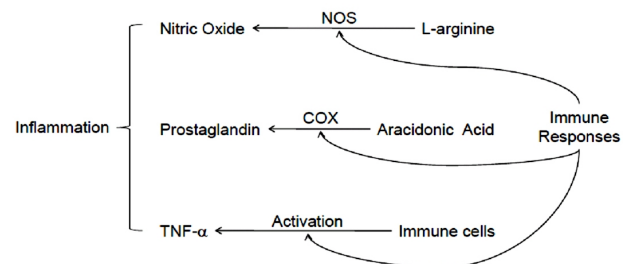 NOS
Nitric Oxide L-arginine
COX
Inflammation Prostaglandin Aracidonic Acid Immune
Responses
Activation
TNF-α Immune cells